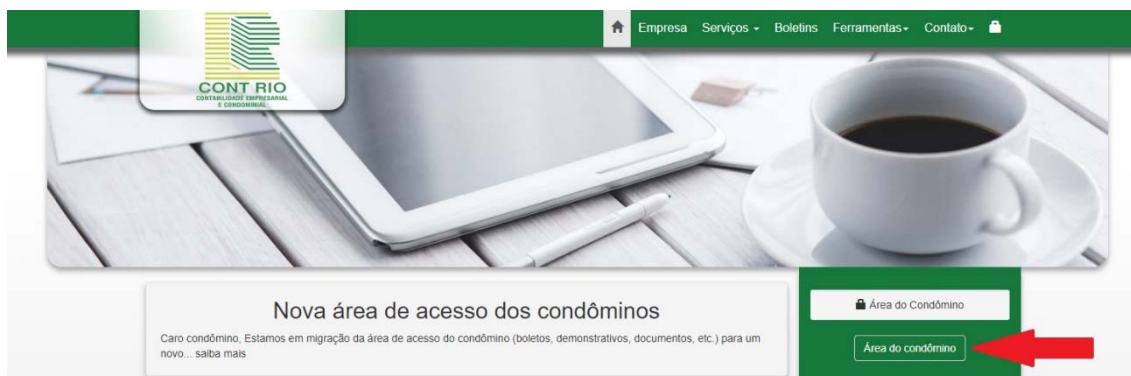 Empresa Serviços Boletins Ferramentas Contato
CONT RIO
CONTABILIDADE EMPRESARIAL
E CONDOMINIAL
Nova área de acesso dos condôminos
Caro condômino, Estamos em migração da área de acesso do condômino (boletos, demonstrativos, documentos, etc.) para um
novo... saiba mais
Área do Condômino
Área do condômino